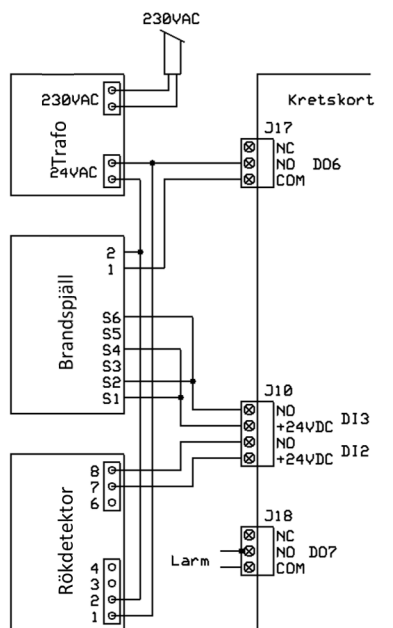 230VAC
230VAC
Trafo
24VAC
Kretskort
J17
NC
NO DO6
COM
Brandspjäll
2
1
S6
S5
S4
S3
S2
S1
J10
NO
+24VDC DI3
NO
+24VDC DI2
Rökdetektor
8
7
6
4
3
2
1
J18
NC
Larm NO DO7
COM